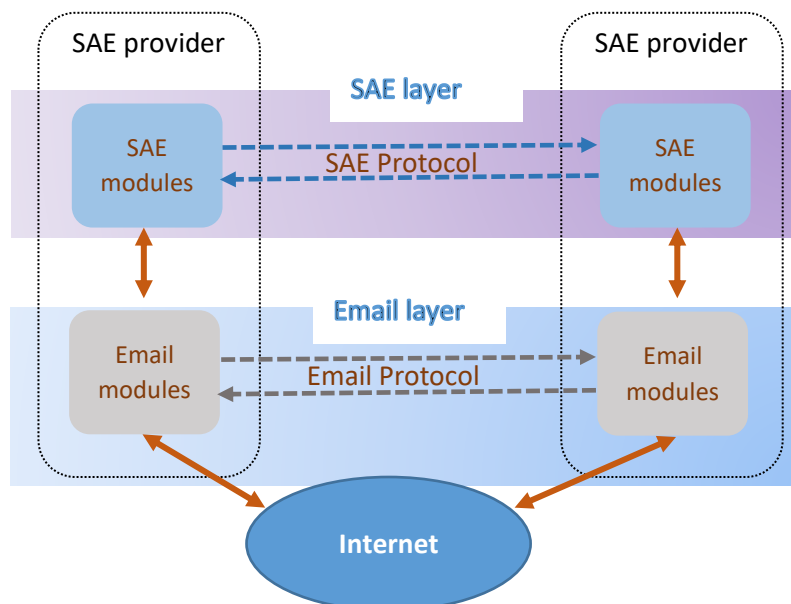 SAE provider
SAE provider
SAE layer
SAE
modules
SAE Protocol
SAE
modules
Email layer
Email
modules
Email Protocol
Email
modules
Internet